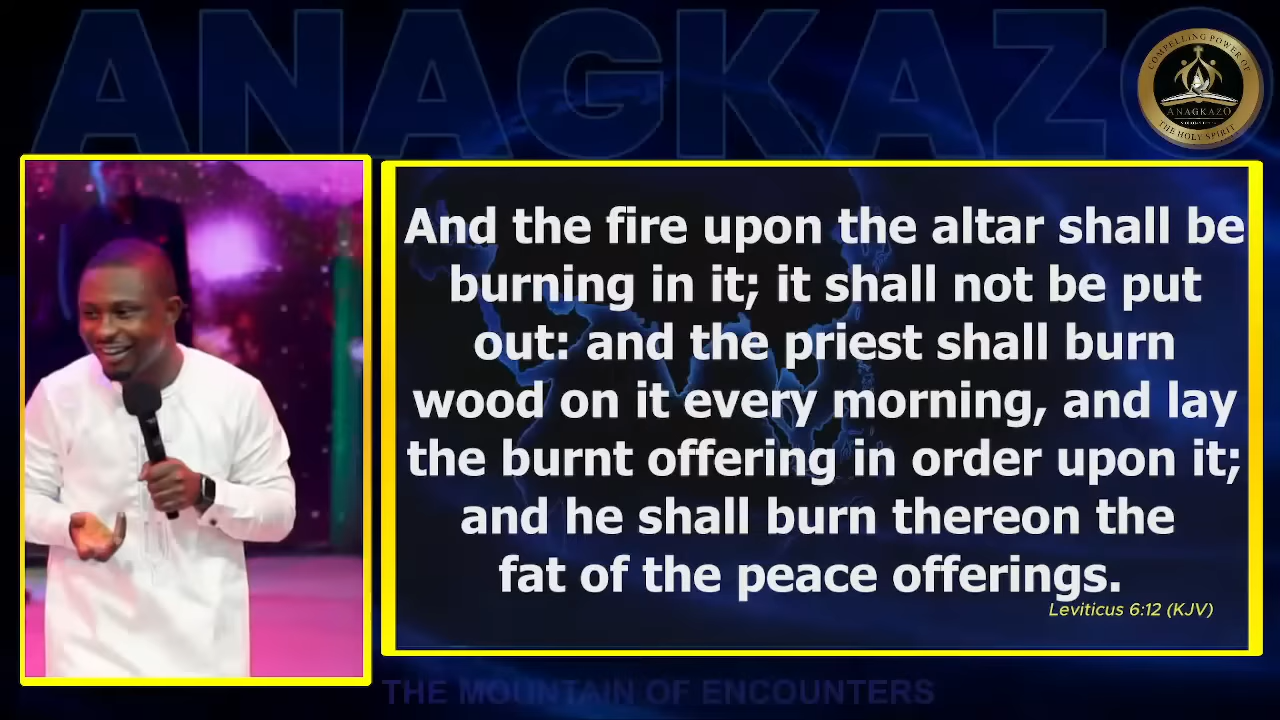 ANAGKAZO
COMPELLING POWER OF
ANAGKAZO
THE HOLY SPIRIT
And the fire upon the altar shall be
burning in it; it shall not be put
out: and the priest shall burn
wood on it every morning, and lay
the burnt offering in order upon it;
and he shall burn thereon the
fat of the peace offerings.
Leviticus 6:12 (KJV)
THE MOUNTAIN OF ENCOUNTERS